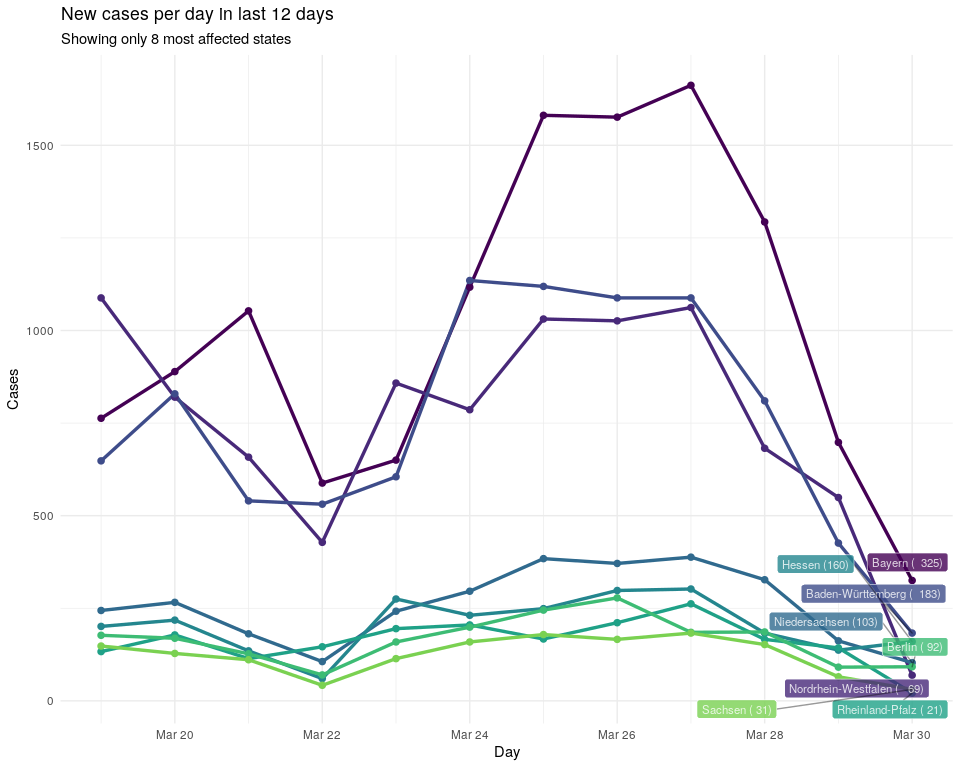 New cases per day in last 12 days
Showing only 8 most affected states
Cases
1500
1000
500
0
Hessen (160)
Bayern (  325)
Baden-Württemberg (  183)
Niedersachsen (103)
Berlin ( 92)
Nordrhein-Westfalen (  69)
Sachsen ( 31)
Rheinland-Pfalz ( 21)
Mar 20
Mar 22
Mar 24
Mar 26
Mar 28
Mar 30
Day